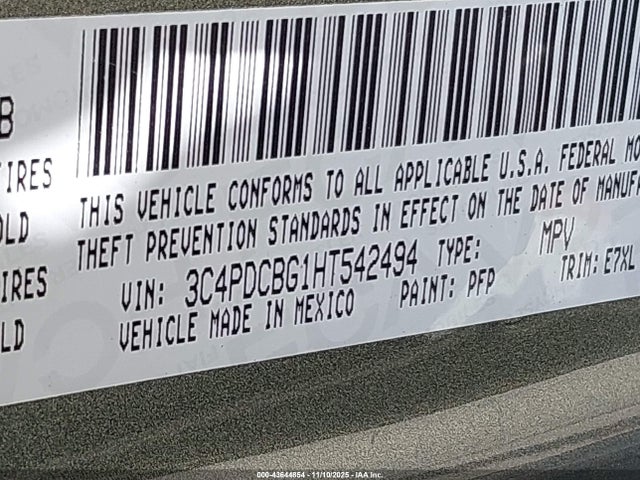 B
TIRES
OLD
IRES
LD
THIS VEHICLE CONFORMS TO ALL APPLICABLE U.S.A. FEDERAL MO
THEFT PREVENTION STANDARDS IN EFFECT ON THE DATE OF MANUFA
VIN: 3C4PDCBG1HT542494 TYPE: MPV
VEHICLE MADE IN MEXICO PAINT: PFP TRIM: E7XL
000-43644854 - 11/10/2025 - IAA Inc.